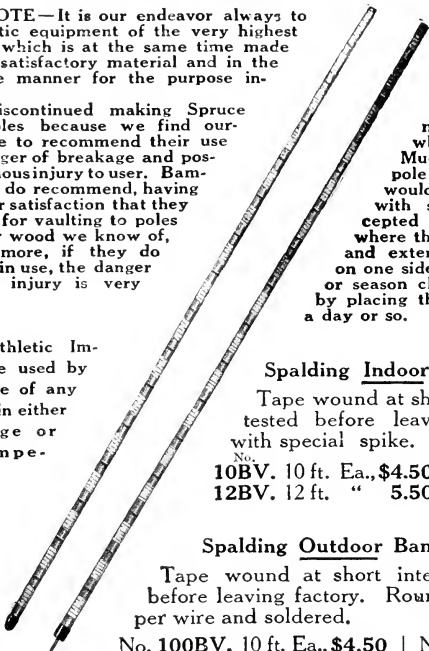 OTE—It is our endeavor always to
tic equipment of the very highest
which is at the same time made
satisfactory material and in the
e manner for the purpose in-
iscontinued making Spruce
les because we find our-
e to recommend their use
ger of breakage and pos-
ous injury to user. Bam-
do recommend, having
r satisfaction that they
for vaulting to poles
r wood we know of,
more, if they do
in use, the danger
injury is very
thletic Im-
e used by
e of any
in either
ge or
mpe-
n
wh
Mu
pole
would
with s
cepted
where th
and exter
on one side
or season c
by placing th
a day or so.
Spalding Indoor
Tape wound at sh
tested before leav
with special spike.
No.
10BV. 10 ft. Ea., $4.50
12BV. 12 ft. “ 5.50
Spalding Outdoor Bam
Tape wound at short inte
before leaving factory. Roun
per wire and soldered.
No. 100BV. 10 ft. Ea., $4.50 | N